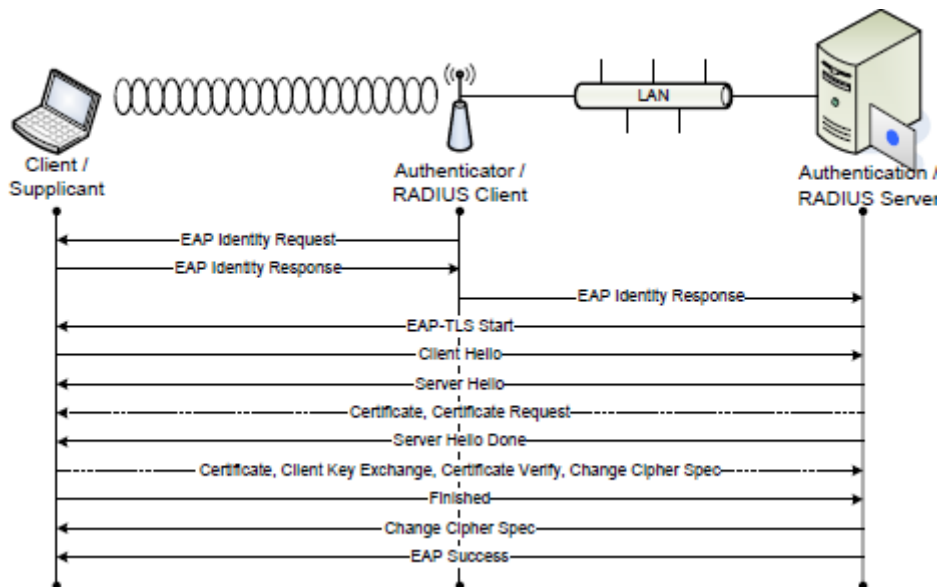 LAN
Client /
Supplicant
Authenticator /
RADIUS Client
Authentication /
RADIUS Server
EAP Identity Request
EAP Identity Response
EAP Identity Response
EAP-TLS Start
Client Hello
Server Hello
Certificate, Certificate Request
Server Hello Done
Certificate, Client Key Exchange, Certificate Verify, Change Cipher Spec
Finished
Change Cipher Spec
EAP Success